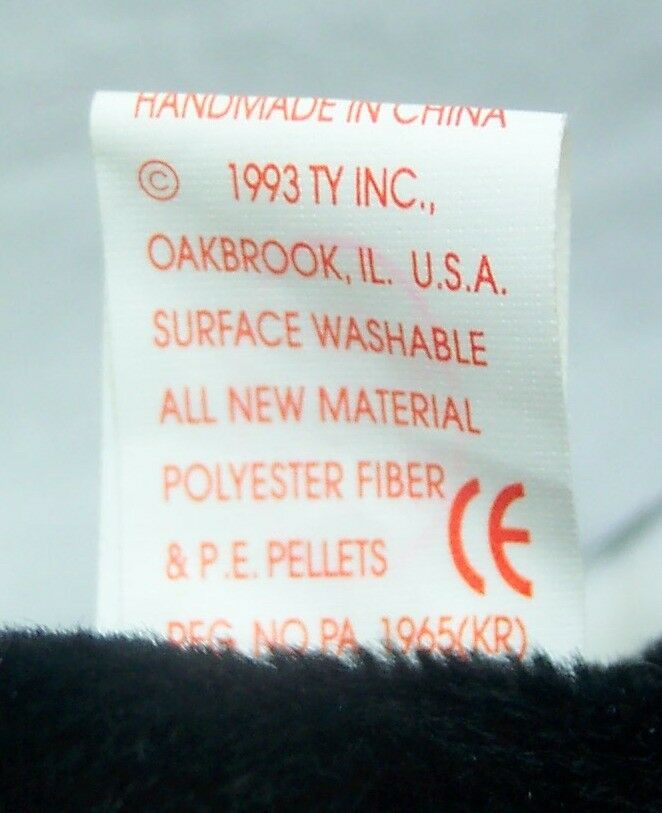 HANDMADE IN CHINA
© 1993 TY INC.,
OAKBROOK, IL. U.S.A.
SURFACE WASHABLE
ALL NEW MATERIAL
POLYESTER FIBER
& P.E. PELLETS
CE
REG. NO PA. 1965(KR)